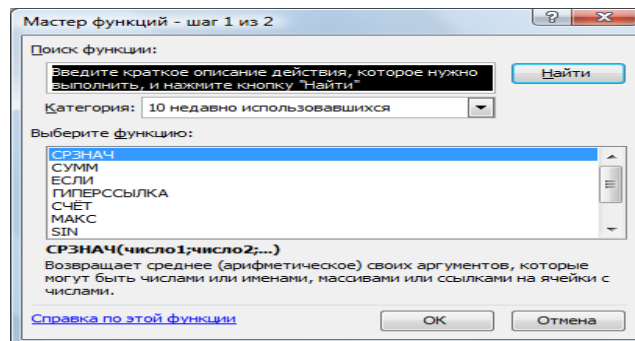 Мастер функций - шаг 1 из 2
Поиск функции:
Введите краткое описание действия, которое нужно
выполнить, и нажмите кнопку "Найти"
Найти
Категория: 10 недавно использовавшихся
Выберите функцию:
СРЗНАЧ
СУММ
ЕСЛИ
ГИПЕРССЫЛКА
СЧЁТ
МАКС
SIN
СРЗНАЧ(число1;число2;...)
Возвращает среднее (арифметическое) своих аргументов, которые
могут быть числами или именами, массивами или ссылками на ячейки с
числами.
Справка по этой функции
ОК
Отмена